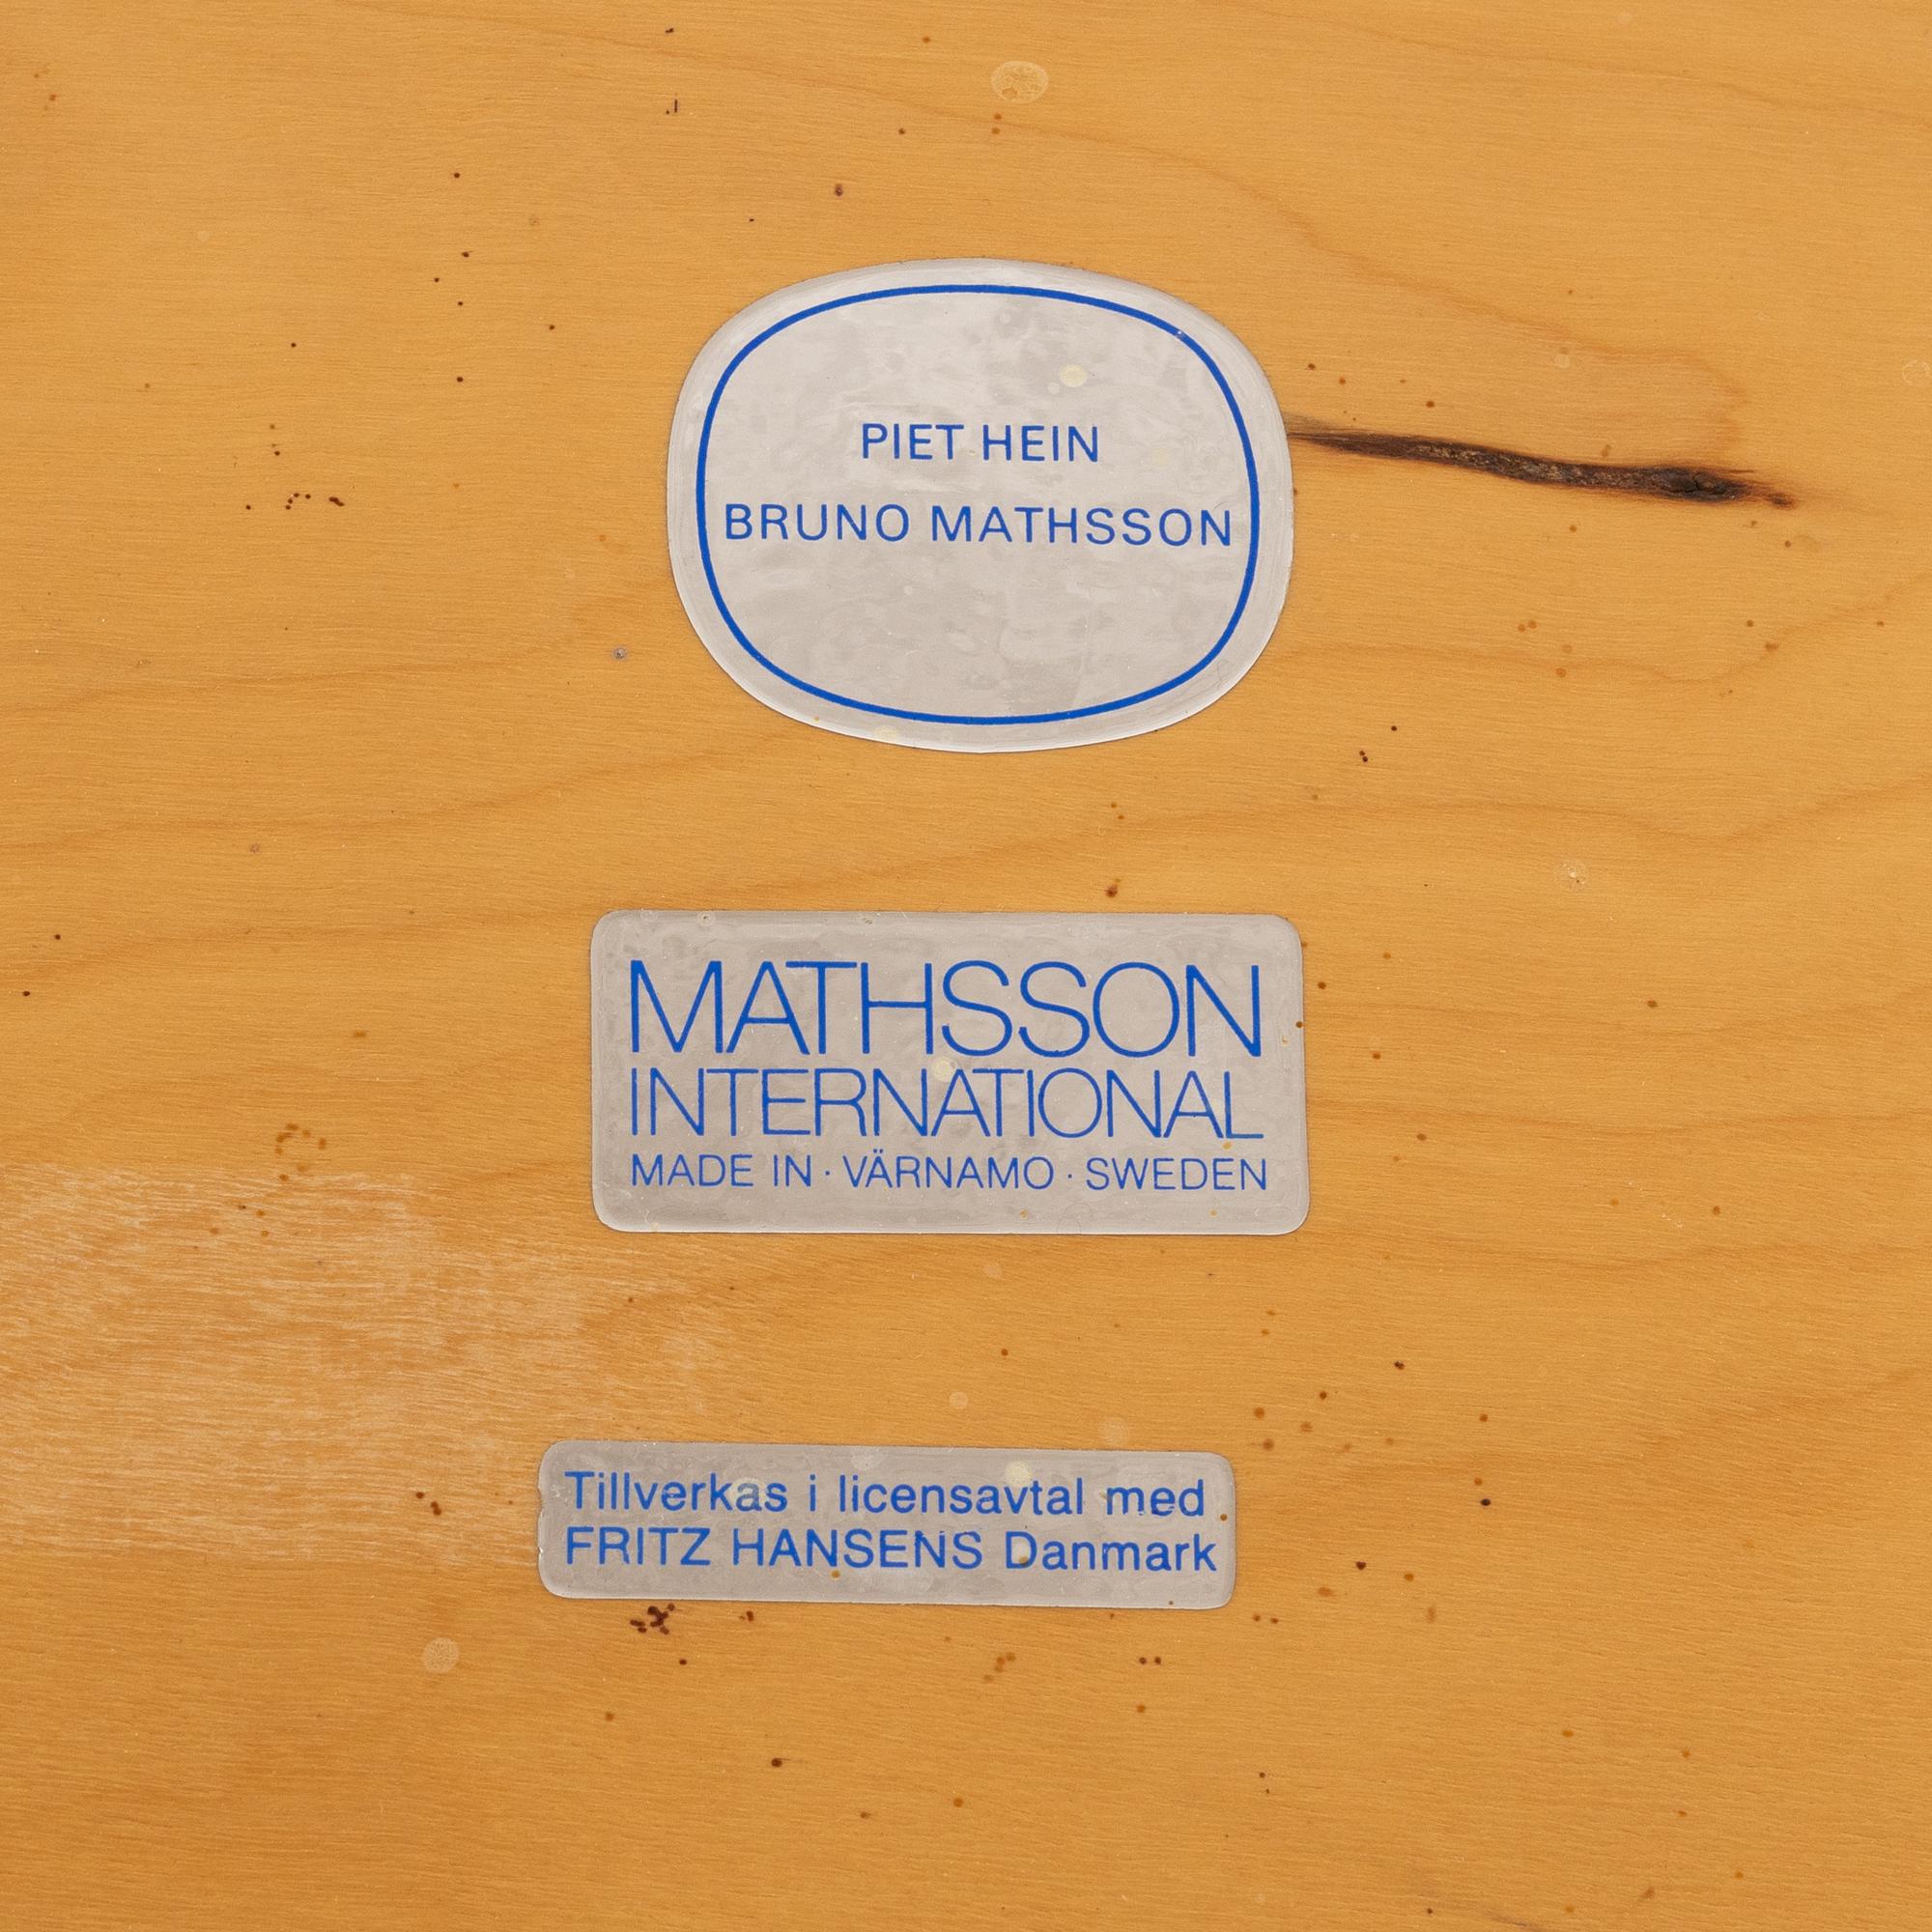 PIET HEIN
BRUNO MATHSSON
MATHSSON
INTERNATIONAL
MADE IN · VÄRNAMO · SWEDEN
Tillverkas i licensavtal med
FRITZ HANSENS Danmark